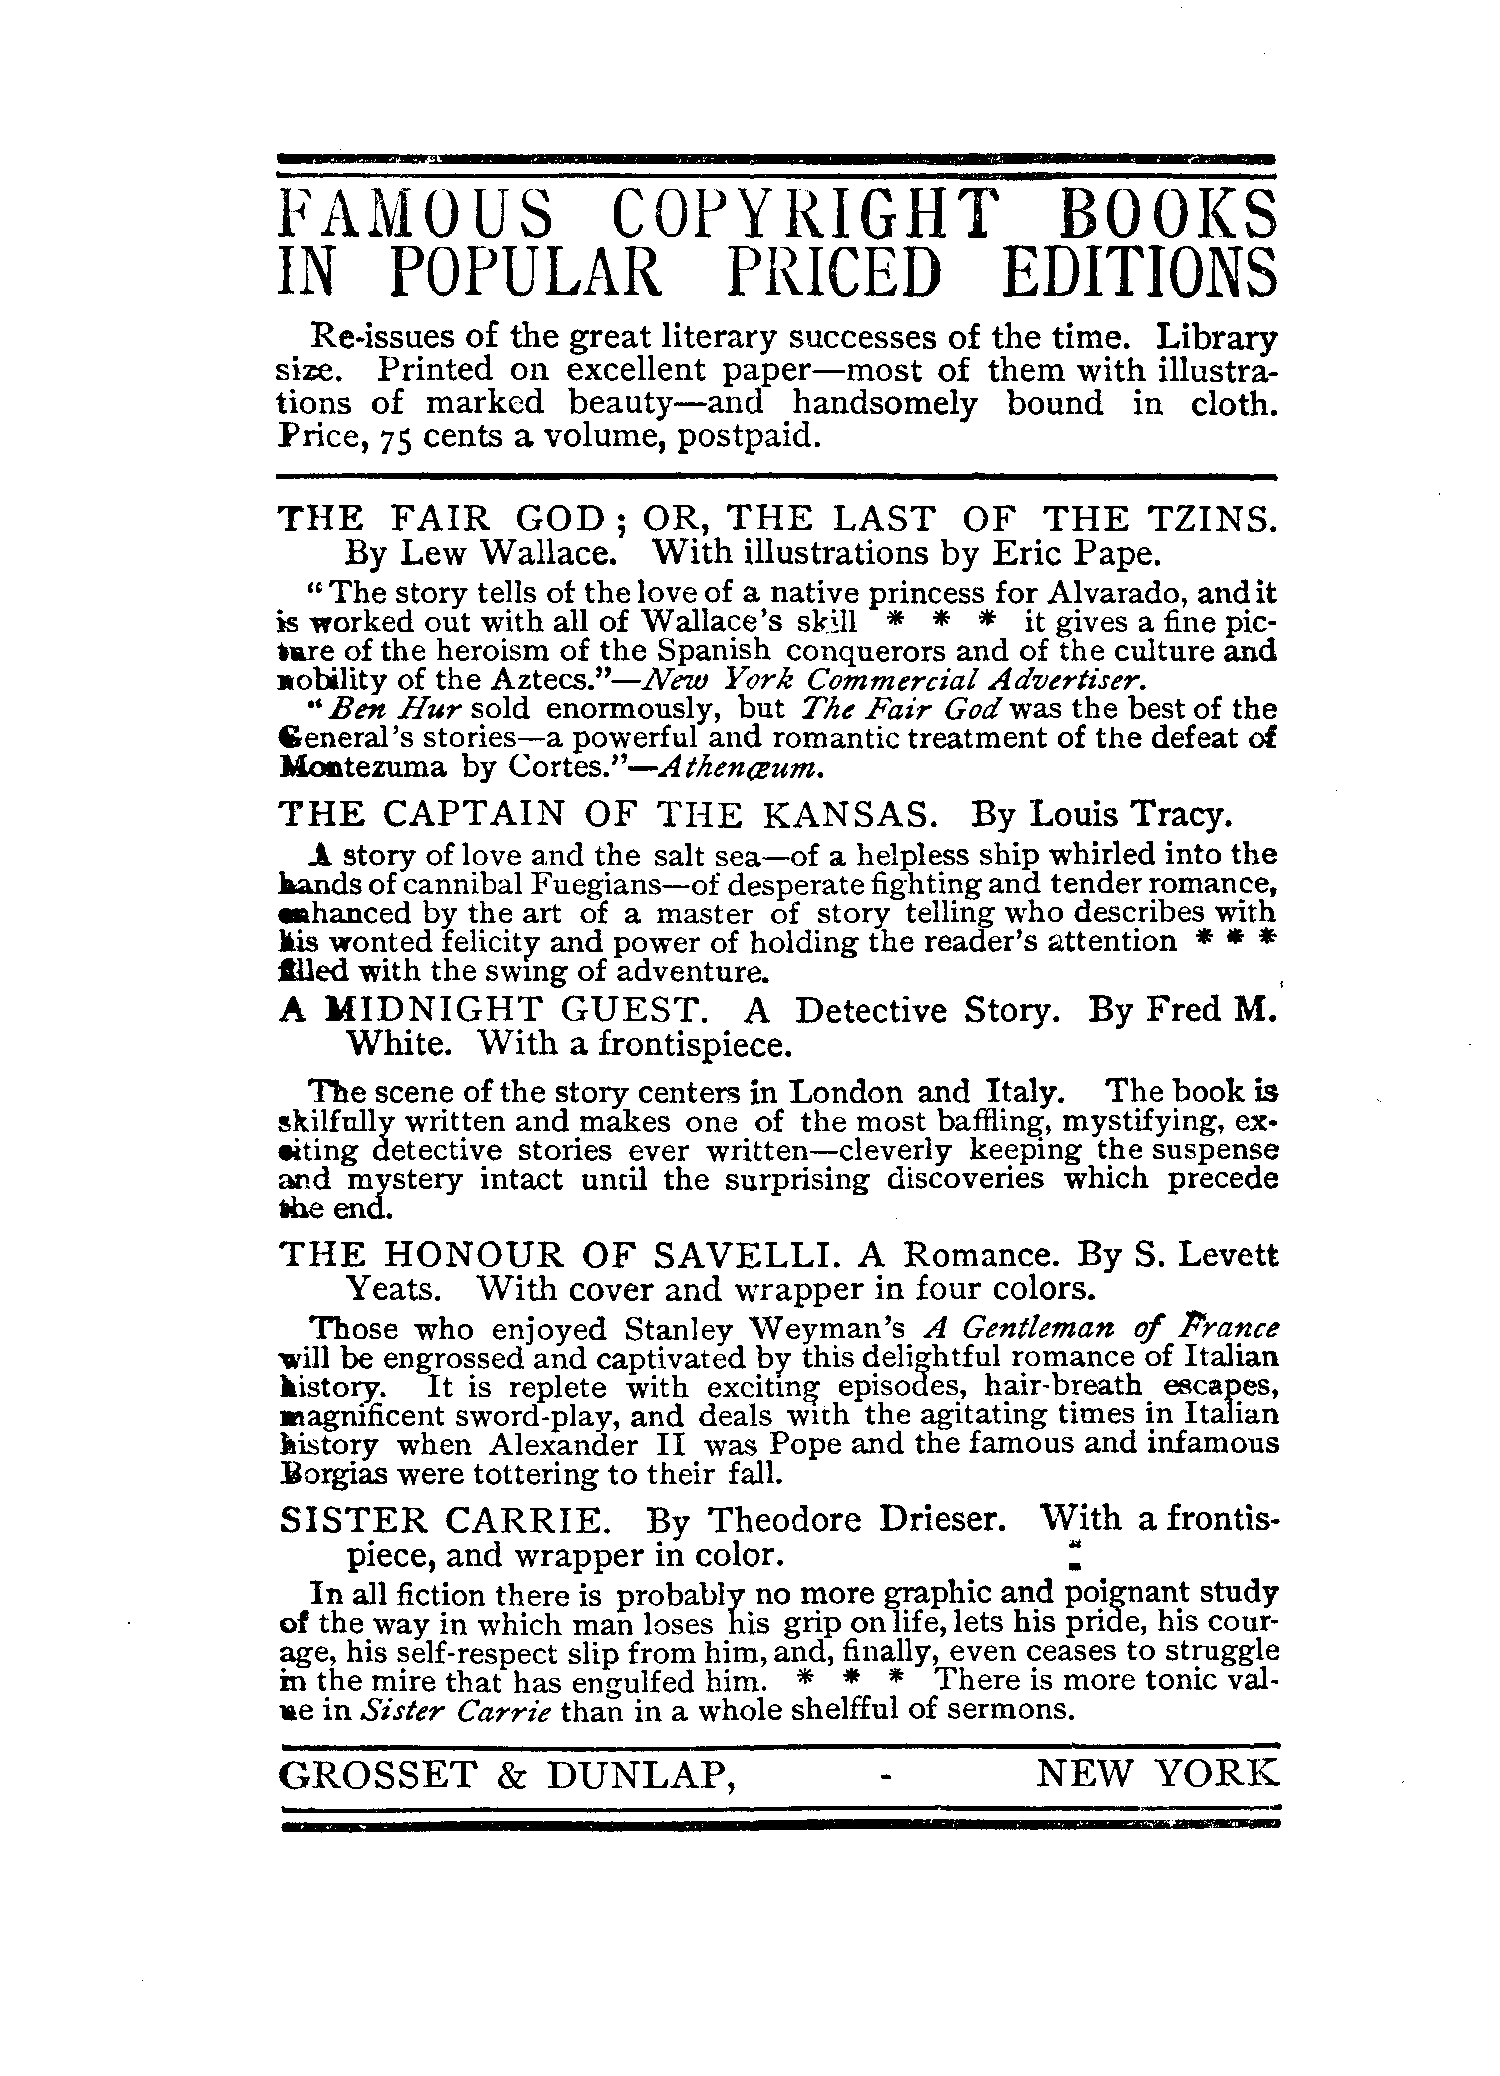 FAMOUS COPYRIGHT BOOKS
IN POPULAR PRICED EDITIONS
Re-issues of the great literary successes of the time. Library
size. Printed on excellent paper—most of them with illustra-
tions of marked beauty—and handsomely bound in cloth.
Price, 75 cents a volume, postpaid.
THE FAIR GOD; OR, THE LAST OF THE TZINS.
By Lew Wallace. With illustrations by Eric Pape.
"The story tells of the love of a native princess for Alvarado, and it
is worked out with all of Wallace's skill * * * it gives a fine pic-
ture of the heroism of the Spanish conquerors and of the culture and
nobility of the Aztecs."—New York Commercial Advertiser.
"Ben Hur sold enormously, but The Fair God was the best of the
General's stories—a powerful and romantic treatment of the defeat of
Montezuma by Cortes."—Athenæum.
THE CAPTAIN OF THE KANSAS. By Louis Tracy.
A story of love and the salt sea—of a helpless ship whirled into the
hands of cannibal Fuegians—of desperate fighting and tender romance,
enhanced by the art of a master of story telling who describes with
his wonted felicity and power of holding the reader's attention * * *
filled with the swing of adventure.
A MIDNIGHT GUEST. A Detective Story. By Fred M.
White. With a frontispiece.
The scene of the story centers in London and Italy. The book is
skilfully written and makes one of the most baffling, mystifying, ex-
citing detective stories ever written—cleverly keeping the suspense
and mystery intact until the surprising discoveries which precede
the end.
THE HONOUR OF SAVELLI. A Romance. By S. Levett
Yeats. With cover and wrapper in four colors.
Those who enjoyed Stanley Weyman's A Gentleman of France
will be engrossed and captivated by this delightful romance of Italian
history. It is replete with exciting episodes, hair-breath escapes,
magnificent sword-play, and deals with the agitating times in Italian
history when Alexander II was Pope and the famous and infamous
Borgias were tottering to their fall.
SISTER CARRIE. By Theodore Drieser. With a frontis-
piece, and wrapper in color.
In all fiction there is probably no more graphic and poignant study
of the way in which man loses his grip on life, lets his pride, his cour-
age, his self-respect slip from him, and, finally, even ceases to struggle
in the mire that has engulfed him. * * * There is more tonic val-
ue in Sister Carrie than in a whole shelfful of sermons.
GROSSET & DUNLAP, - NEW YORK